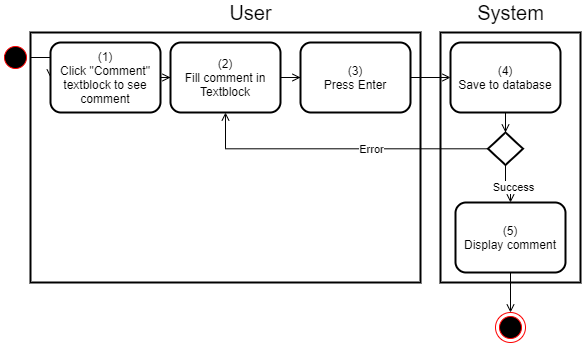 User
System
(1)
Click "Comment"
textblock to see
comment
(2)
Fill comment in
Textblock
(3)
Press Enter
(4)
Save to database
Error
Success
(5)
Display comment